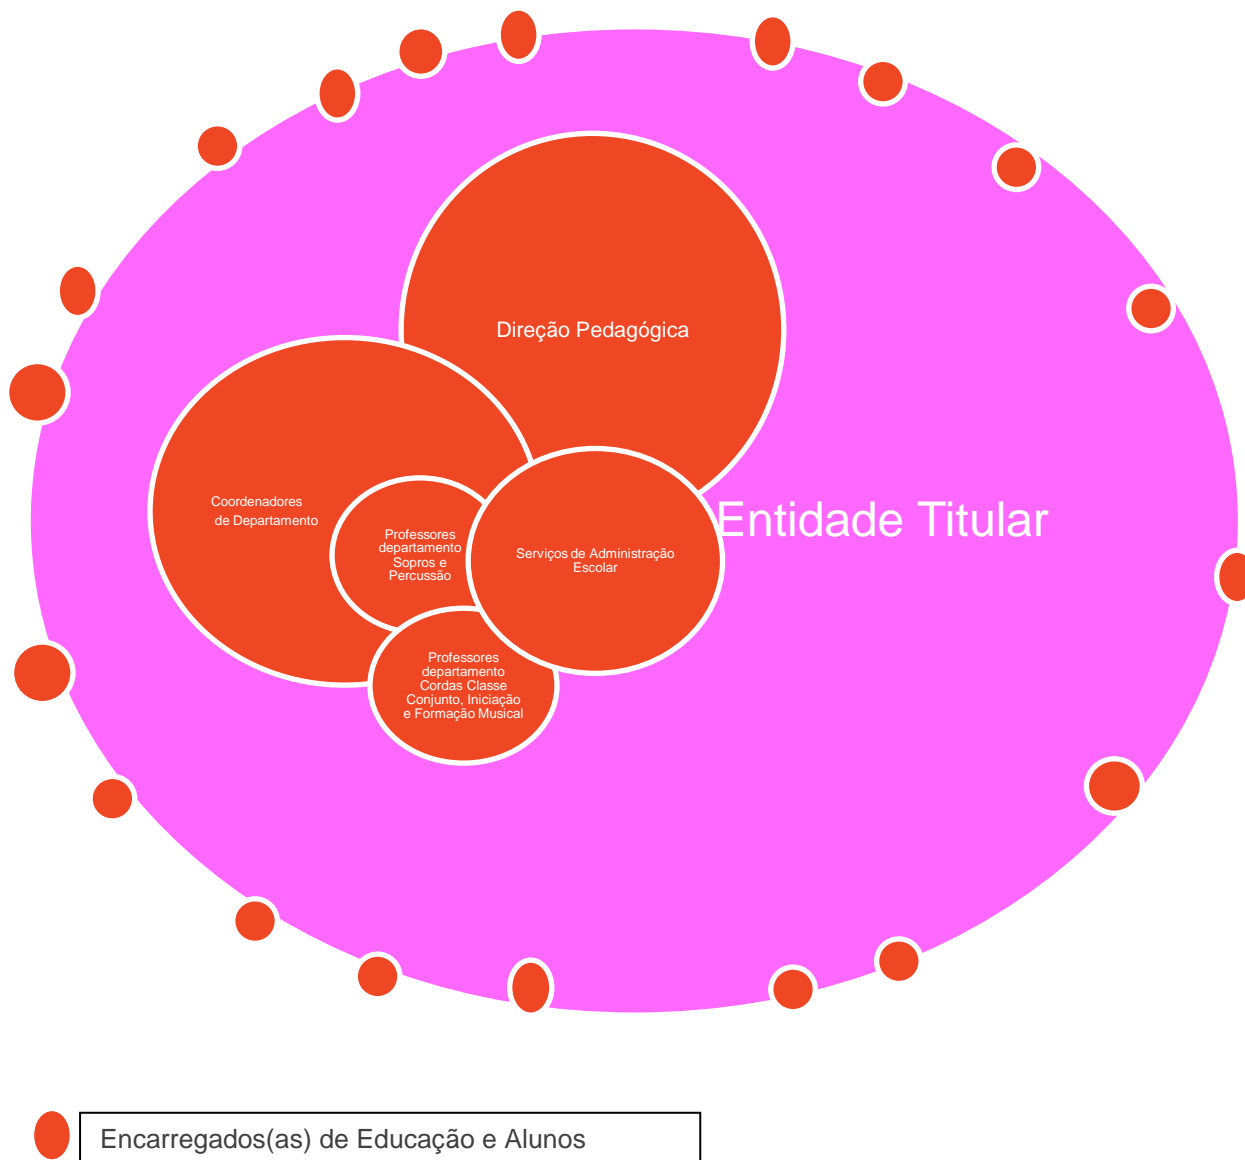 Direção Pedagógica
Coordenadores
de Departamento
Professores
departamento
Sopros e
Percussão
Serviços de Administração
Escolar
Entidade Titular
Professores
departamento
Cordas Classe
Conjunto, Iniciação
e Formação Musical
Encarregados(as) de Educação e Alunos